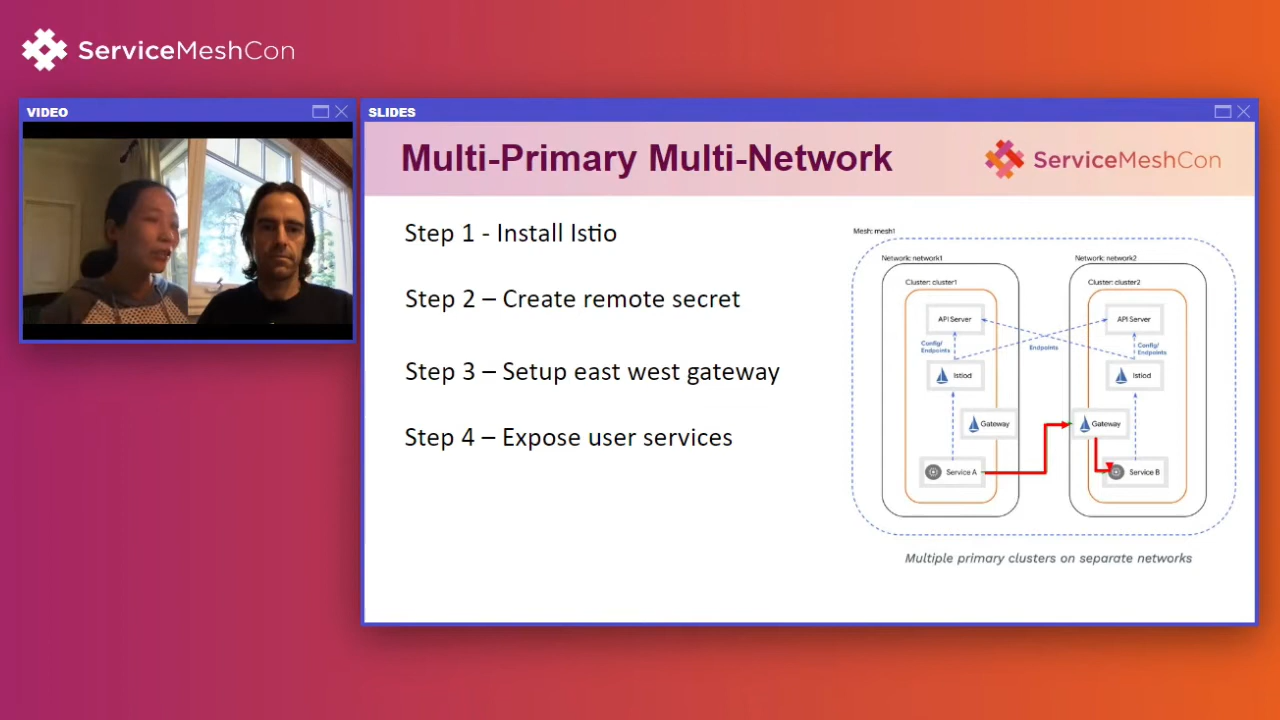 ServiceMeshCon
VIDEO
SLIDES
Multi-Primary Multi-Network
ServiceMeshCon
Step 1 - Install Istio
Step 2 – Create remote secret
Step 3 – Setup east west gateway
Step 4 – Expose user services
Mesh: mesh1
Network: network1
Network: network2
Cluster: cluster1
Cluster: cluster2
API Server
API Server
Config/
Endpoints
Endpoints
Config/
Endpoints
Istiod
Istiod
Gateway
Gateway
Service A
Service B
Multiple primary clusters on separate networks